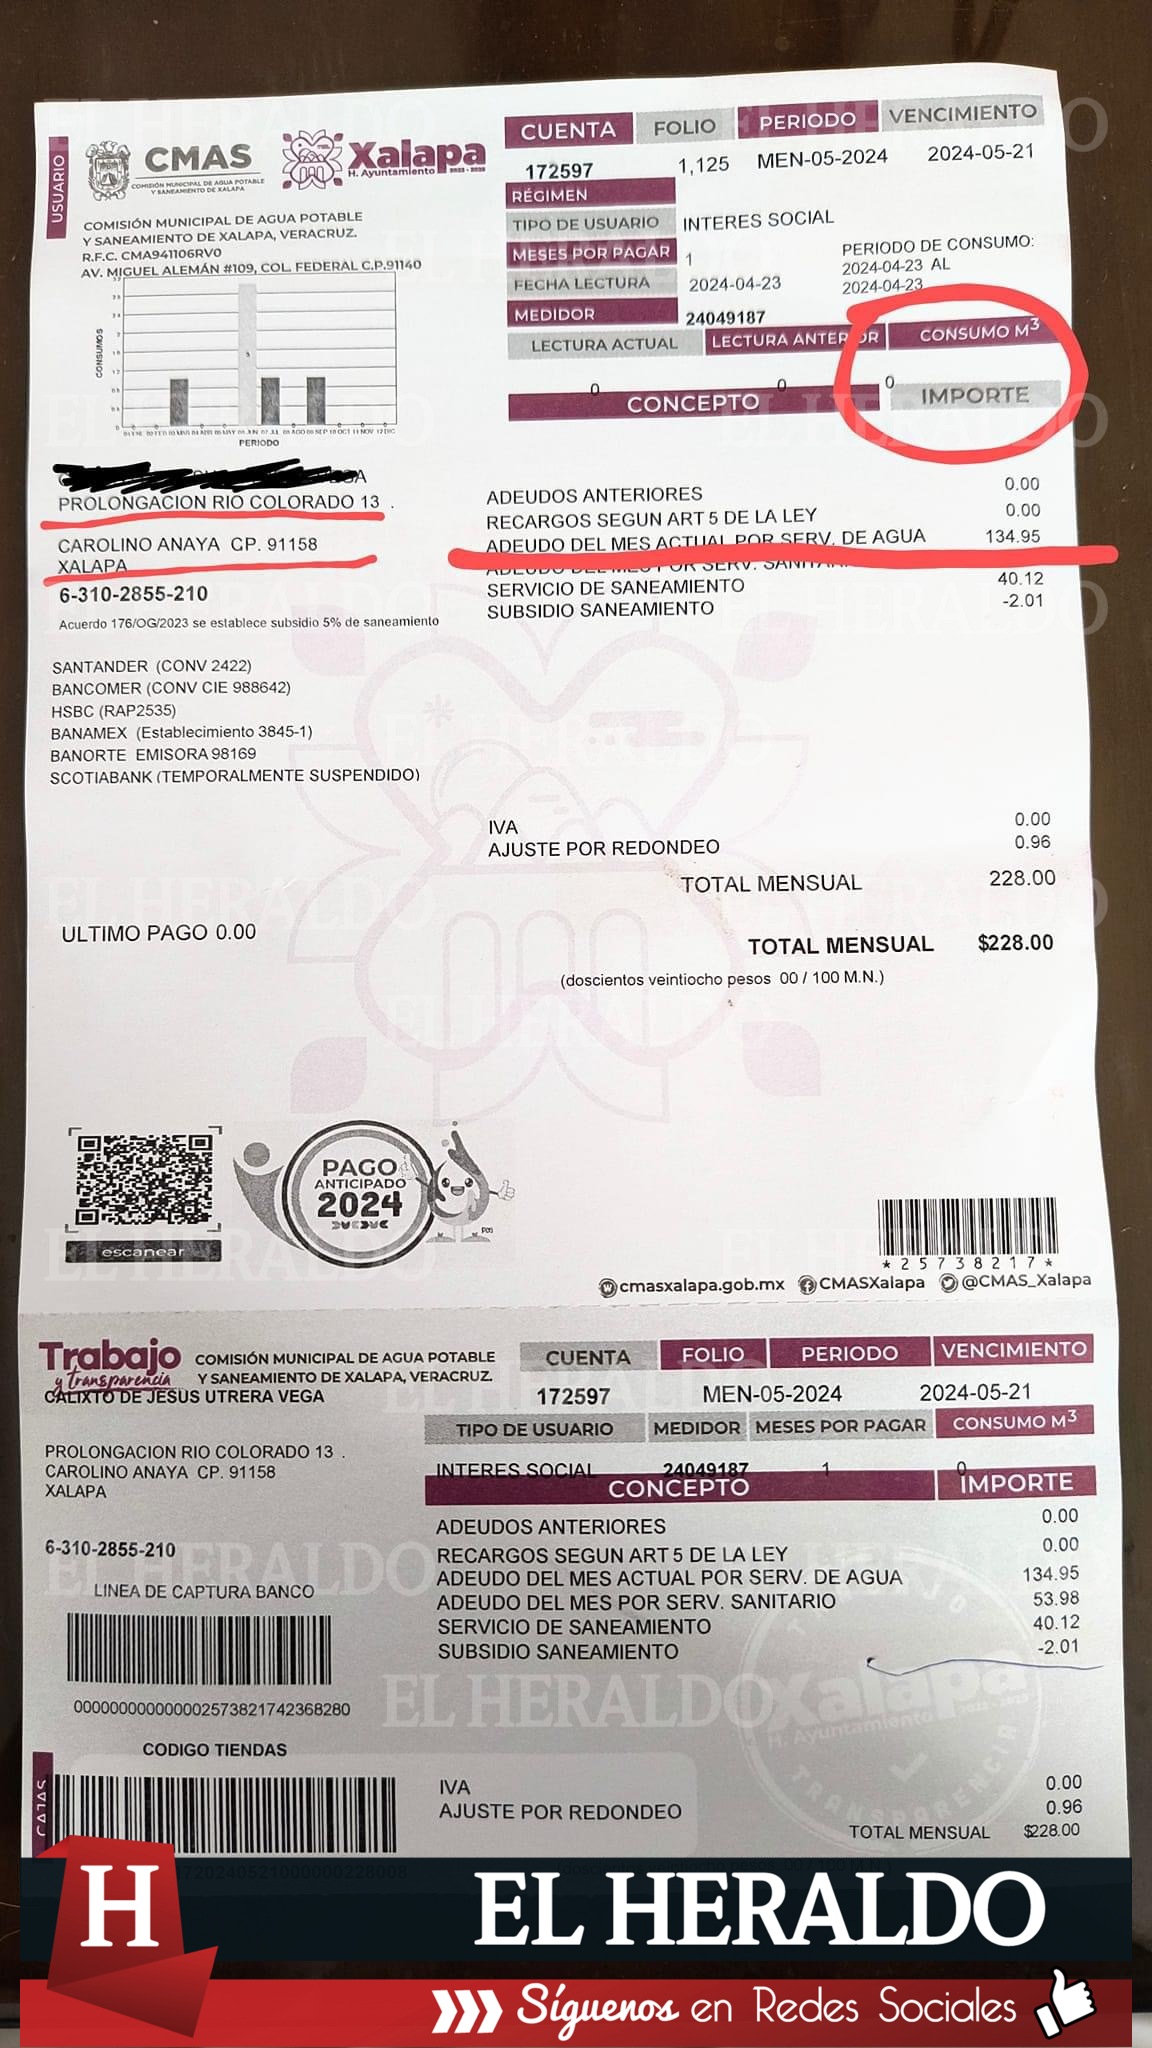 USUARIO
CMAS
COMISIÓN MUNICIPAL DE AGUA POTABLE
Y SANEAMIENTO DE XALAPA
Xalapa
H. Ayuntamiento
CUENTA FOLIO PERIODO VENCIMIENTO
172597 1,125 MEN-05-2024 2024-05-21
COMISIÓN MUNICIPAL DE AGUA POTABLE
Y SANEAMIENTO DE XALAPA, VERACRUZ.
R.F.C. CMA941106RV0
AV. MIGUEL ALEMÁN #109, COL. FEDERAL C.P.91140
RÉGIMEN
TIPO DE USUARIO INTERES SOCIAL
MESES POR PAGAR 1
PERIODO DE CONSUMO:
2024-04-23 AL
2024-04-23
FECHA LECTURA 2024-04-23
MEDIDOR 24049187
LECTURA ACTUAL LECTURA ANTERIOR CONSUMO M3
0 0 0
CONCEPTO IMPORTE
CONSUMOS
PERIODO
PROLONGACION RIO COLORADO 13 .
CAROLINO ANAYA CP. 91158
XALAPA
6-310-2855-210
Acuerdo 176/OG/2023 se establece subsidio 5% de saneamiento
ADEUDOS ANTERIORES 0.00
RECARGOS SEGUN ART 5 DE LA LEY 0.00
ADEUDO DEL MES ACTUAL POR SERV. DE AGUA 134.95
ADEUDO DEL MES POR SERV. SANITARIO
SERVICIO DE SANEAMIENTO 40.12
SUBSIDIO SANEAMIENTO -2.01
SANTANDER (CONV 2422)
BANCOMER (CONV CIE 988642)
HSBC (RAP2535)
BANAMEX (Establecimiento 3845-1)
BANORTE EMISORA 98169
SCOTIABANK (TEMPORALMENTE SUSPENDIDO)
IVA 0.00
AJUSTE POR REDONDEO 0.96
TOTAL MENSUAL 228.00
ULTIMO PAGO 0.00
TOTAL MENSUAL $228.00
(doscientos veintiocho pesos 00 / 100 M.N.)
escanear
PAGO
ANTICIPADO
2024
*25738217*
cmasxalapa.gob.mx CMASXalapa @CMAS_Xalapa
Trabajo
y transparencia
COMISIÓN MUNICIPAL DE AGUA POTABLE
Y SANEAMIENTO DE XALAPA, VERACRUZ.
CALIXTO DE JESUS UTRERA VEGA
CUENTA FOLIO PERIODO VENCIMIENTO
172597 MEN-05-2024 2024-05-21
TIPO DE USUARIO MEDIDOR MESES POR PAGAR CONSUMO M3
INTERES SOCIAL 24049187 1 0
CONCEPTO IMPORTE
PROLONGACION RIO COLORADO 13 .
CAROLINO ANAYA CP. 91158
XALAPA
6-310-2855-210
LINEA DE CAPTURA BANCO
00000000000000257382174236​8280
CODIGO TIENDAS
ADEUDOS ANTERIORES 0.00
RECARGOS SEGUN ART 5 DE LA LEY 0.00
ADEUDO DEL MES ACTUAL POR SERV. DE AGUA 134.95
ADEUDO DEL MES POR SERV. SANITARIO 53.98
SERVICIO DE SANEAMIENTO 40.12
SUBSIDIO SANEAMIENTO -2.01
Xalapa
H. Ayuntamiento
TRANSPARENCIA
CAJAS
IVA 0.00
AJUSTE POR REDONDEO 0.96
TOTAL MENSUAL $228.00
H EL HERALDO
Síguenos en Redes Sociales